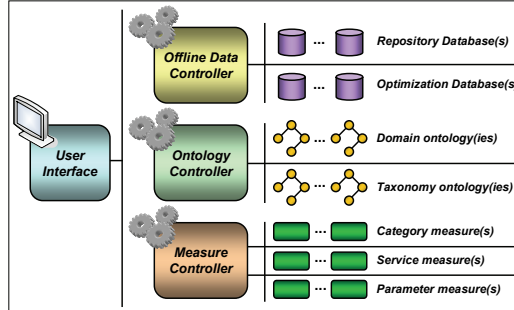 Offline Data
Controller
... Repository Database(s)
... Optimization Database(s)
User
Interface
Ontology
Controller
... Domain ontology(ies)
... Taxonomy ontology(ies)
Measure
Controller
... Category measure(s)
... Service measure(s)
... Parameter measure(s)